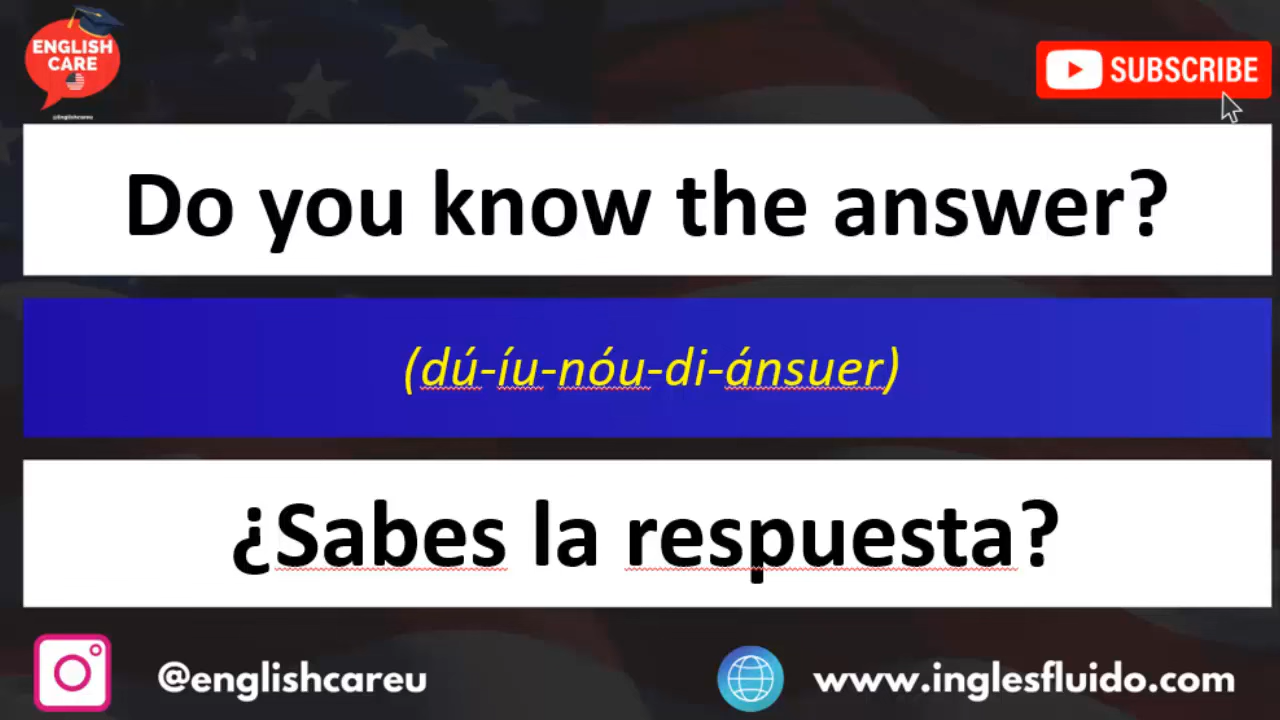 ENGLISH
CARE
@Englishcareu
SUBSCRIBE
Do you know the answer?
(dú-íu-nóu-di-ánsuer)
¿Sabes la respuesta?
@englishcareu
www.inglesfluido.com